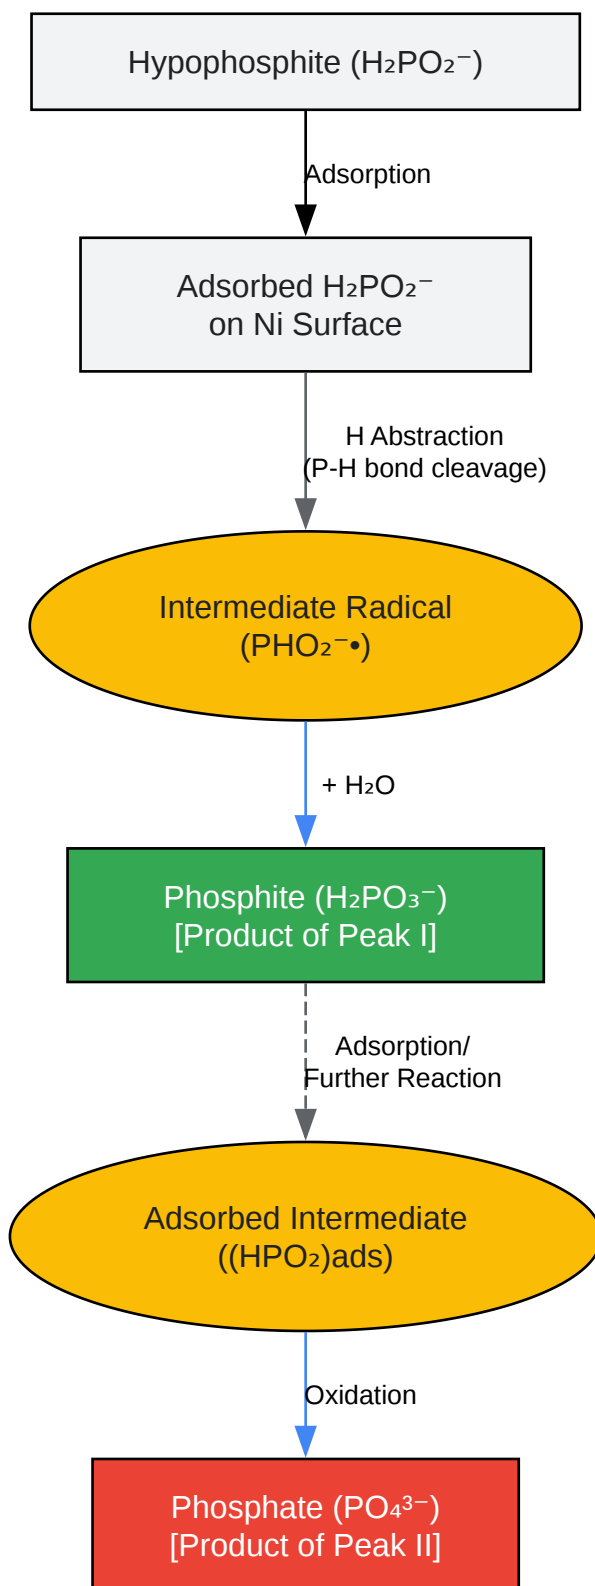 Hypophosphite (H₂PO₂⁻)
Adsorption
Adsorbed H₂PO₂⁻
on Ni Surface
H Abstraction
(P-H bond cleavage)
Intermediate Radical
(PHO₂⁻•)
+ H₂O
Phosphite (H₂PO₃⁻)
[Product of Peak I]
Adsorption/
Further Reaction
Adsorbed Intermediate
((HPO₂)ads)
Oxidation
Phosphate (PO₄³⁻)
[Product of Peak II]